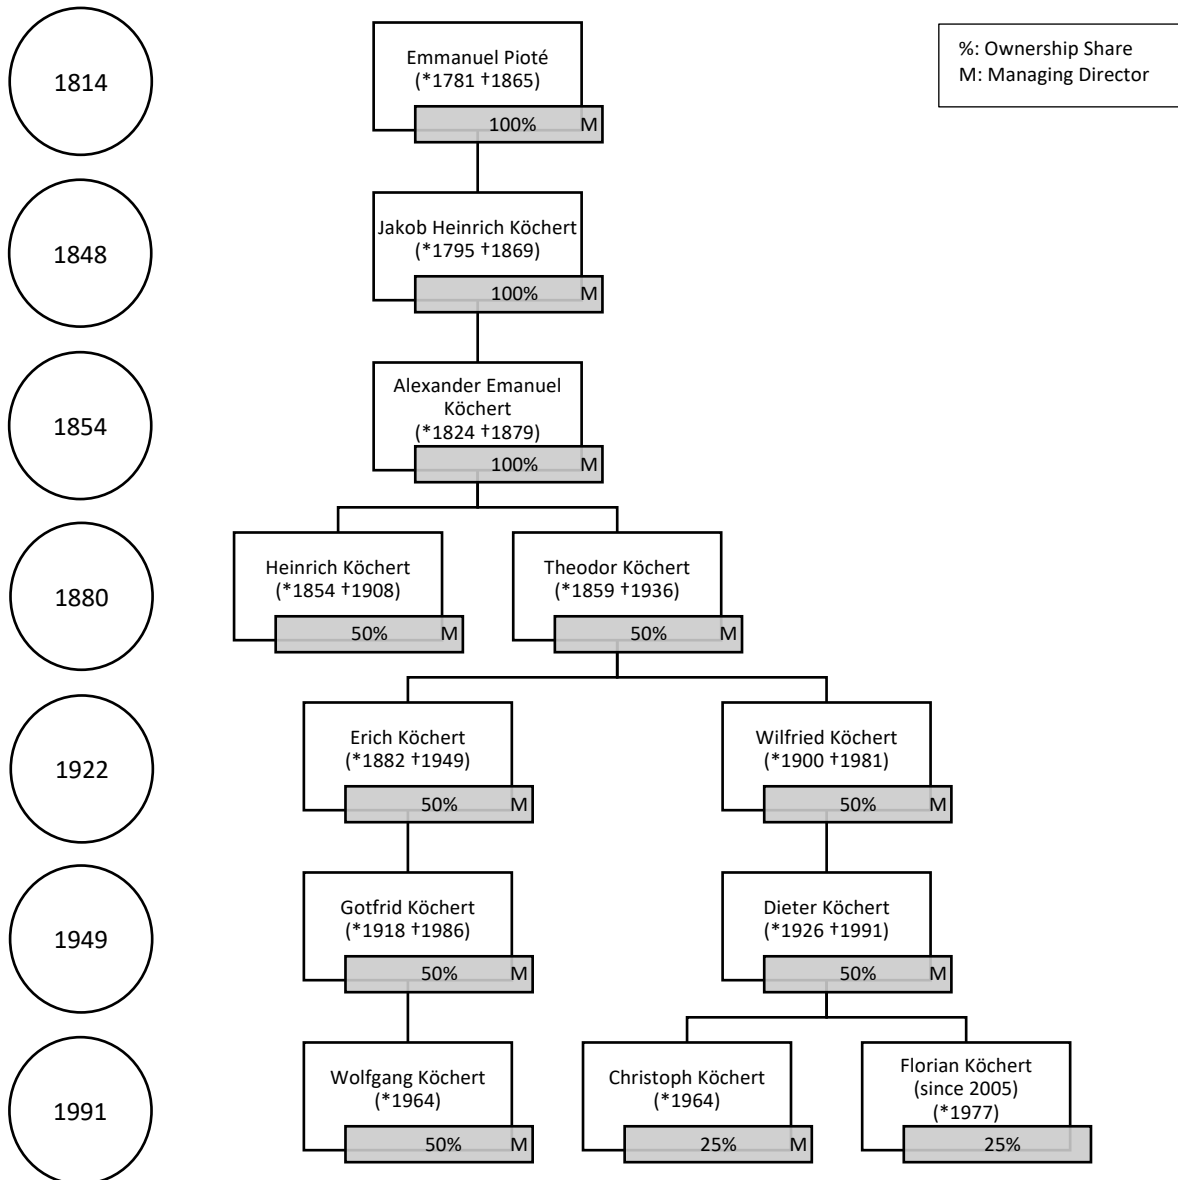 1814
Emmanuel Pioté
(*1781 †1865)
100% M
%: Ownership Share
M: Managing Director
1848
Jakob Heinrich Köchert
(*1795 †1869)
100% M
1854
Alexander Emanuel
Köchert
(*1824 †1879)
100% M
1880
Heinrich Köchert
(*1854 †1908)
50% M
Theodor Köchert
(*1859 †1936)
50% M
1922
Erich Köchert
(*1882 †1949)
50% M
Wilfried Köchert
(*1900 †1981)
50% M
1949
Gotfrid Köchert
(*1918 †1986)
50% M
Dieter Köchert
(*1926 †1991)
50% M
1991
Wolfgang Köchert
(*1964)
50% M
Christoph Köchert
(*1964)
25% M
Florian Köchert
(since 2005)
(*1977)
25%